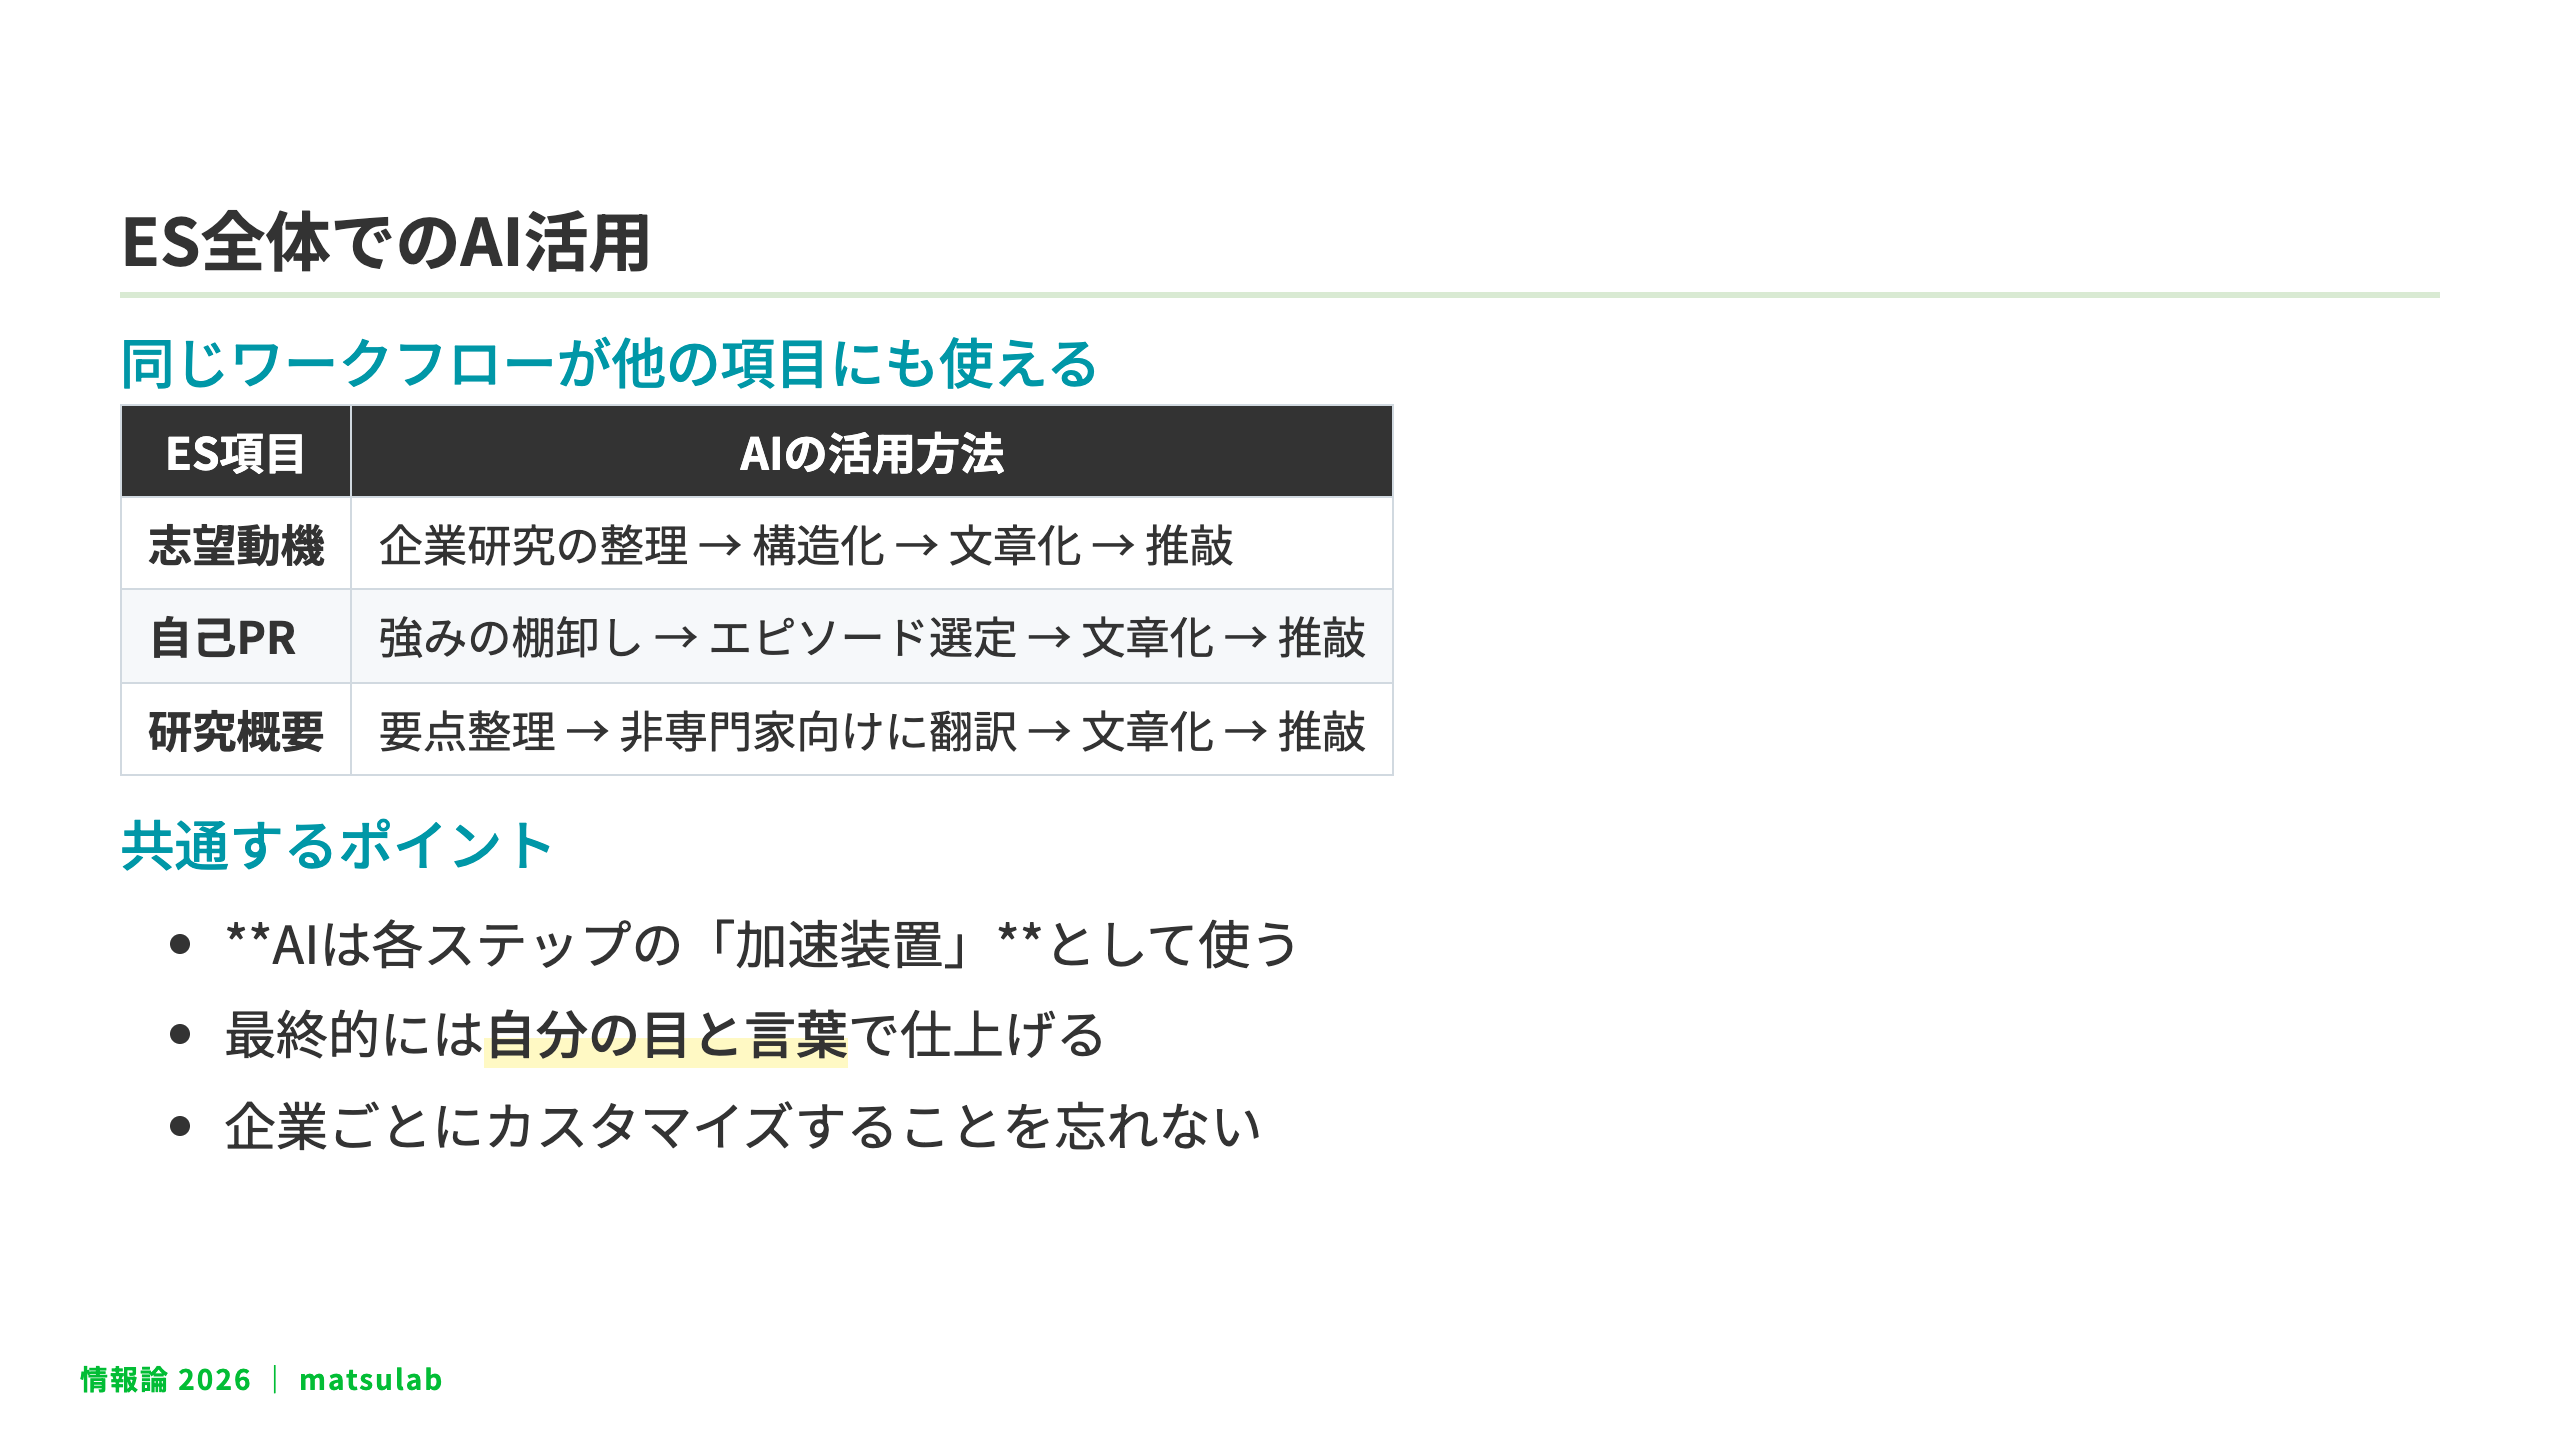 ES全体でのAI活用
同じワークフローが他の項目にも使える
ES項目 AIの活用方法
志望動機 企業研究の整理 → 構造化 → 文章化 → 推敲
自己PR 強みの棚卸し → エピソード選定 → 文章化 → 推敲
研究概要 要点整理 → 非専門家向けに翻訳 → 文章化 → 推敲
共通するポイント
• **AIは各ステップの「加速装置」**として使う
• 最終的には自分の目と言葉で仕上げる
• 企業ごとにカスタマイズすることを忘れない
情報論 2026 ｜ matsulab